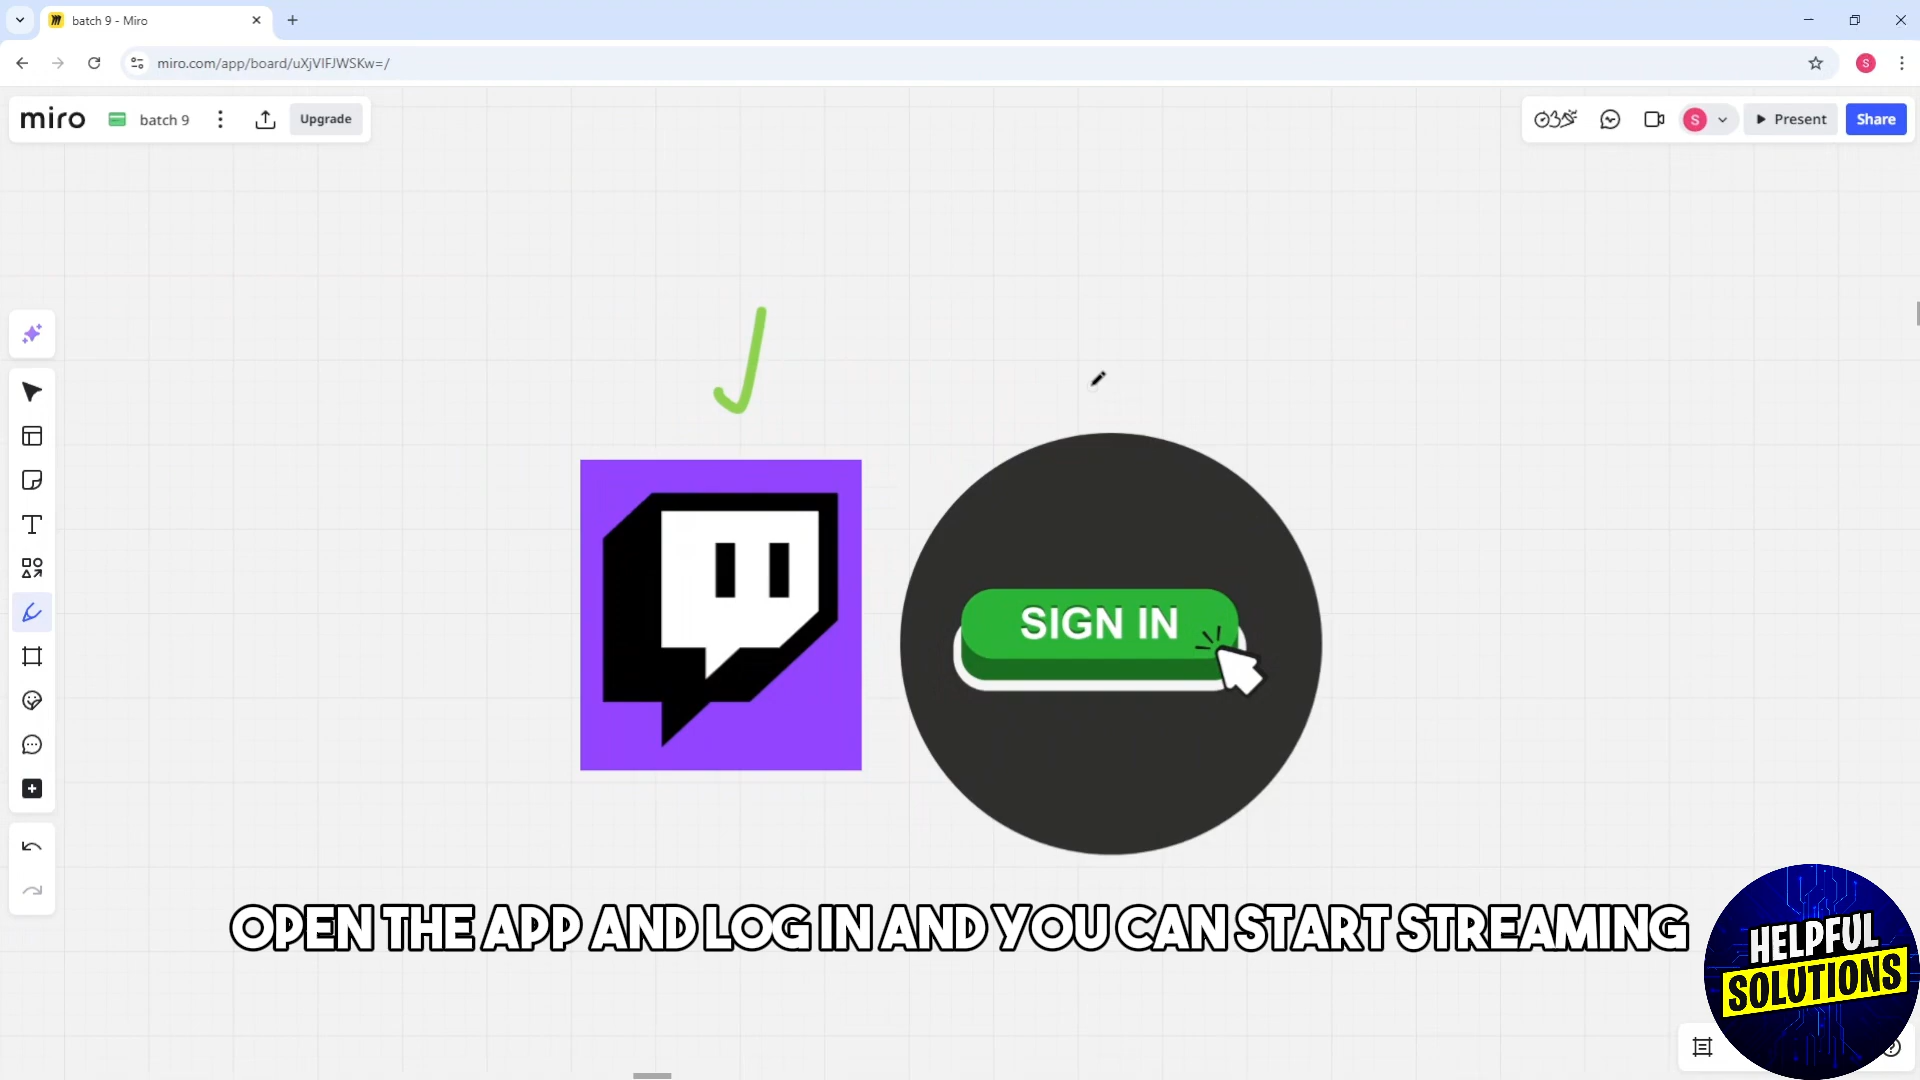 batch 9 - Miro
miro.com/app/board/uXjVIFJWSKw=/
S
miro
batch 9
Upgrade
S
Present
Share
SIGN IN
OPEN THE APP AND LOG IN AND YOU CAN START STREAMING
HELPFUL
SOLUTIONS